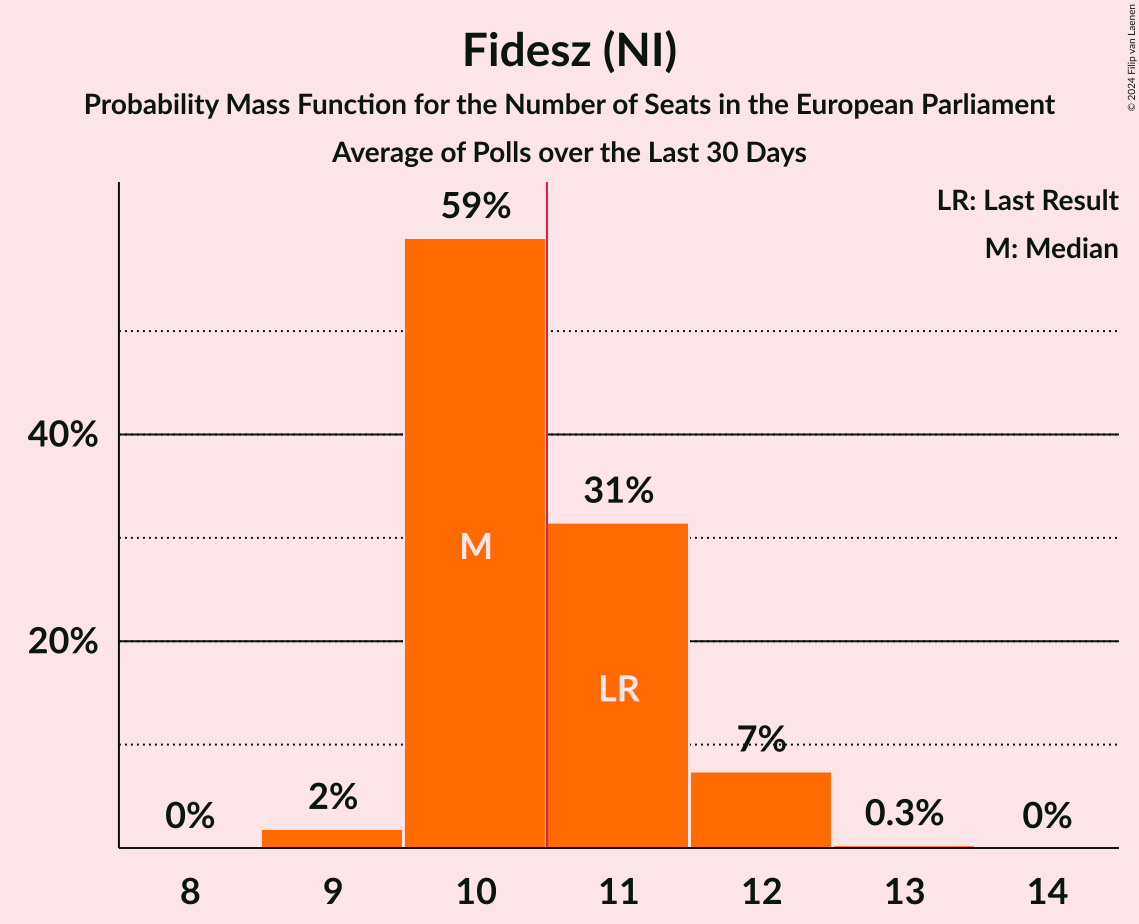 Fidesz (NI)
Probability Mass Function for the Number of Seats in the European Parliament
Average of Polls over the Last 30 Days
© 2024 Filip van Laenen
LR: Last Result
M: Median
59%
40%
31%
M
20%
LR
7%
2%
0%
0.3%
0%
8 9 10 11 12 13 14